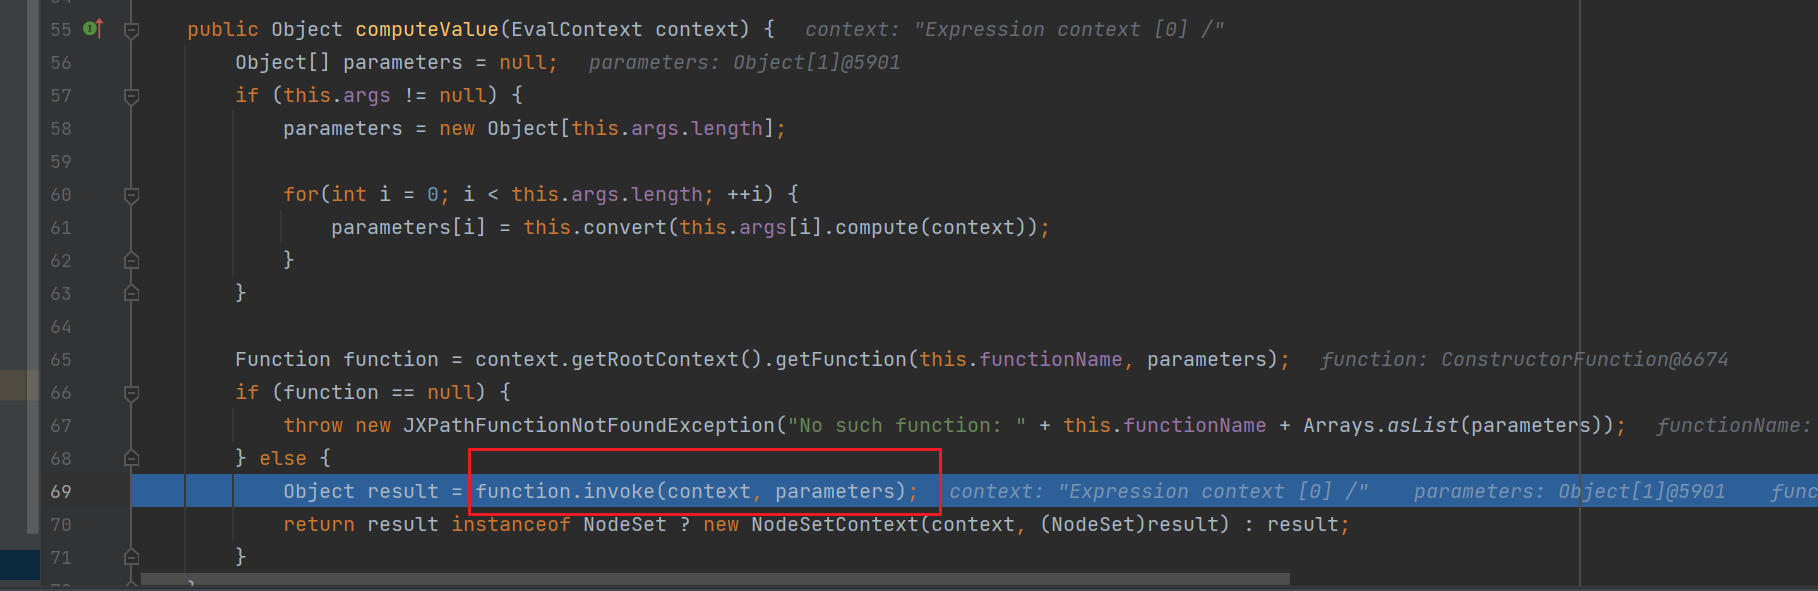 55 public Object computeValue(EvalContext context) { context: "Expression context [0] /"
56 Object[] parameters = null; parameters: Object[1]@5901
57 if (this.args != null) {
58 parameters = new Object[this.args.length];
59
60 for(int i = 0; i < this.args.length; ++i) {
61 parameters[i] = this.convert(this.args[i].compute(context));
62 }
63 }
64
65 Function function = context.getRootContext().getFunction(this.functionName, parameters); function: ConstructorFunction@6674
66 if (function == null) {
67 throw new JXPathFunctionNotFoundException("No such function: " + this.functionName + Arrays.asList(parameters)); functionName:
68 } else {
69 Object result = function.invoke(context, parameters); context: "Expression context [0] /" parameters: Object[1]@5901 func
70 return result instanceof NodeSet ? new NodeSetContext(context, (NodeSet)result) : result;
71 }